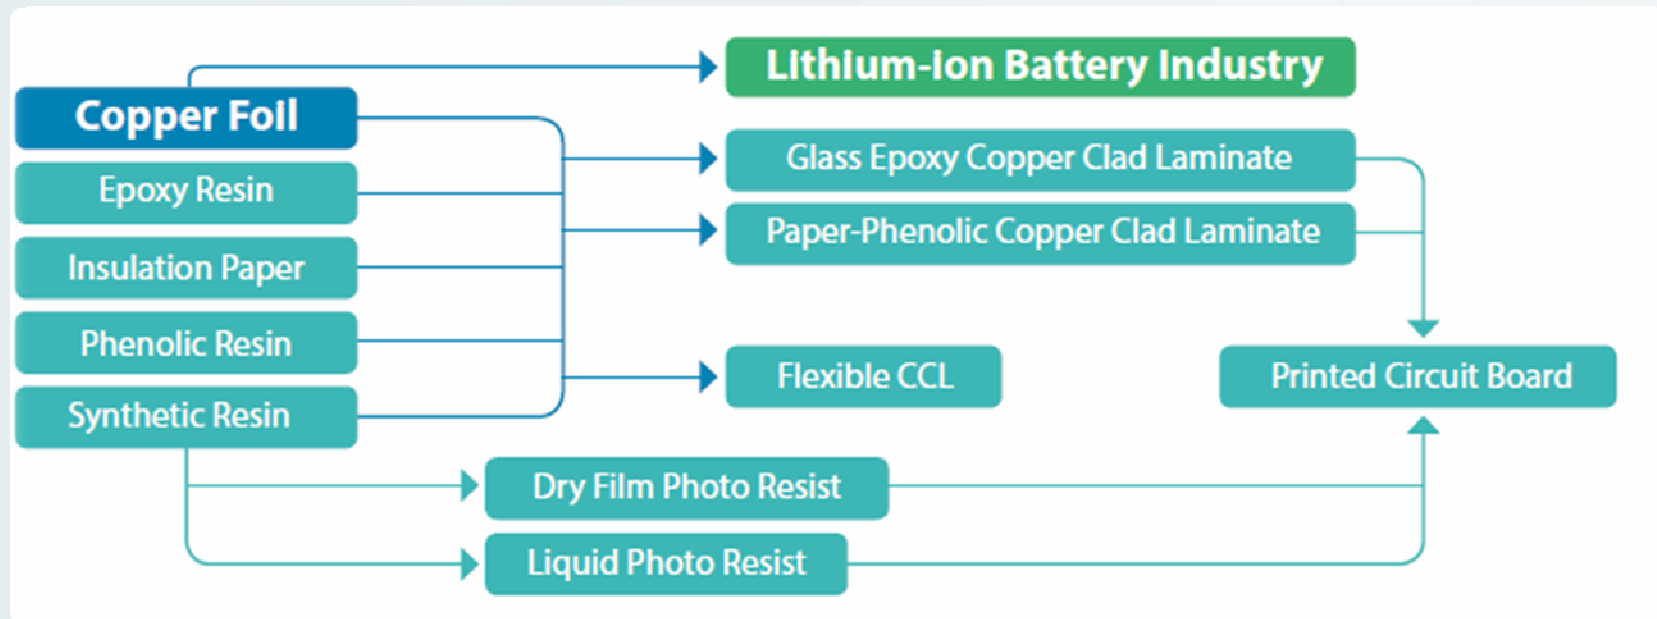 Lithium-Ion Battery Industry
Copper Foil
Glass Epoxy Copper Clad Laminate
Epoxy Resin
Paper-Phenolic Copper Clad Laminate
Insulation Paper
Phenolic Resin
Flexible CCL
Printed Circuit Board
Synthetic Resin
Dry Film Photo Resist
Liquid Photo Resist